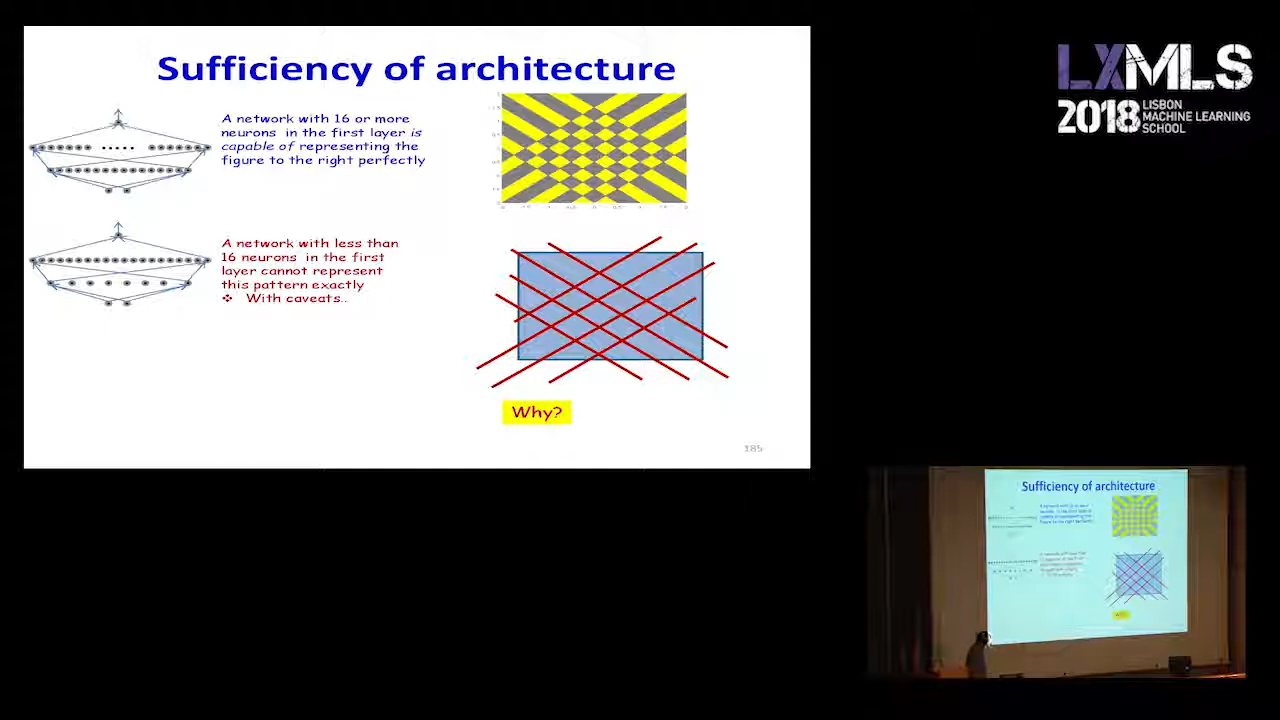 Sufficiency of architecture
A network with 16 or more
neurons in the first layer is
capable of representing the
figure to the right perfectly
A network with less than
16 neurons in the first
layer cannot represent
this pattern exactly
❖ With caveats..
Why?
185
LXMLS
2018 LISBON
MACHINE LEARNING
SCHOOL
Sufficiency of architecture